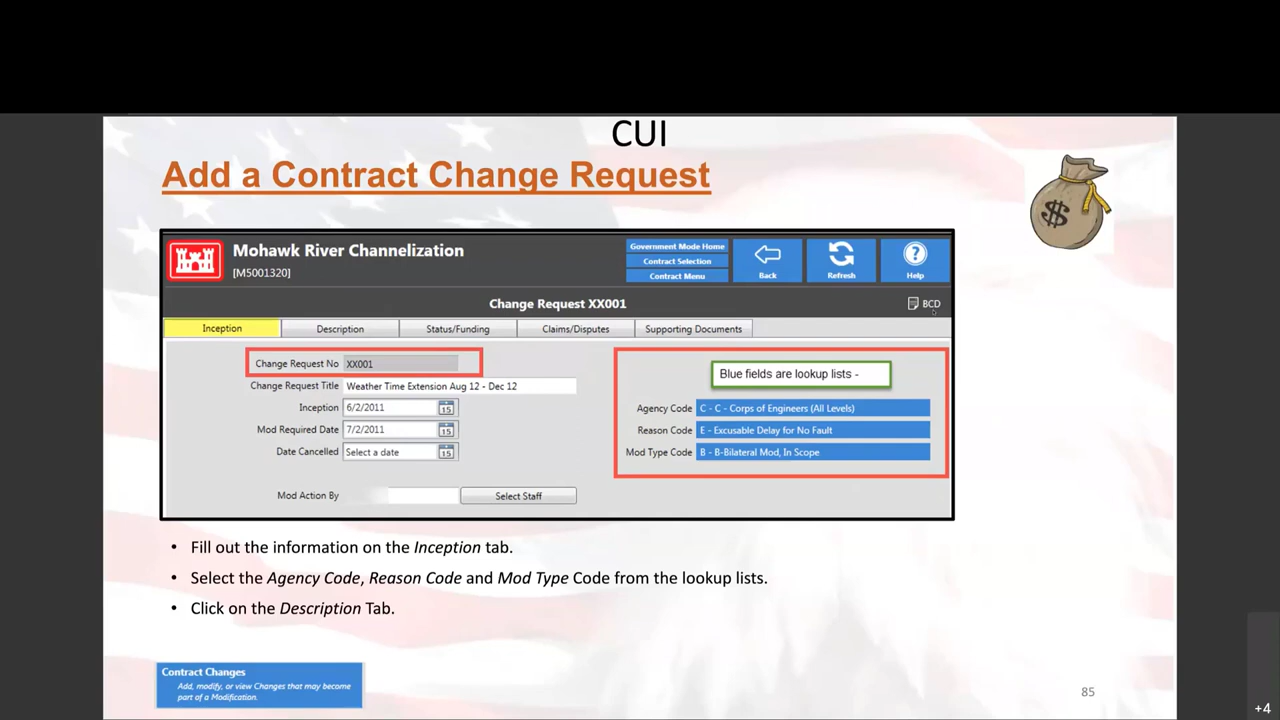 CUI
Add a Contract Change Request
$
Mohawk River Channelization
[M5001320]
Government Mode Home
Contract Selection
Contract Menu
Back
Refresh
Help
Change Request XX001
BCD
Inception
Description
Status/Funding
Claims/Disputes
Supporting Documents
Change Request No XX001
Change Request Title Weather Time Extension Aug 12 - Dec 12
Inception 6/2/2011 15
Mod Required Date 7/2/2011 15
Date Cancelled Select a date 15
Mod Action By Select Staff
Blue fields are lookup lists -
Agency Code C - C - Corps of Engineers (All Levels)
Reason Code E - Excusable Delay for No Fault
Mod Type Code B - B-Bilateral Mod, In Scope
• Fill out the information on the Inception tab.
• Select the Agency Code, Reason Code and Mod Type Code from the lookup lists.
• Click on the Description Tab.
Contract Changes
Add, modify, or view Changes that may become
part of a Modification.
85
+4